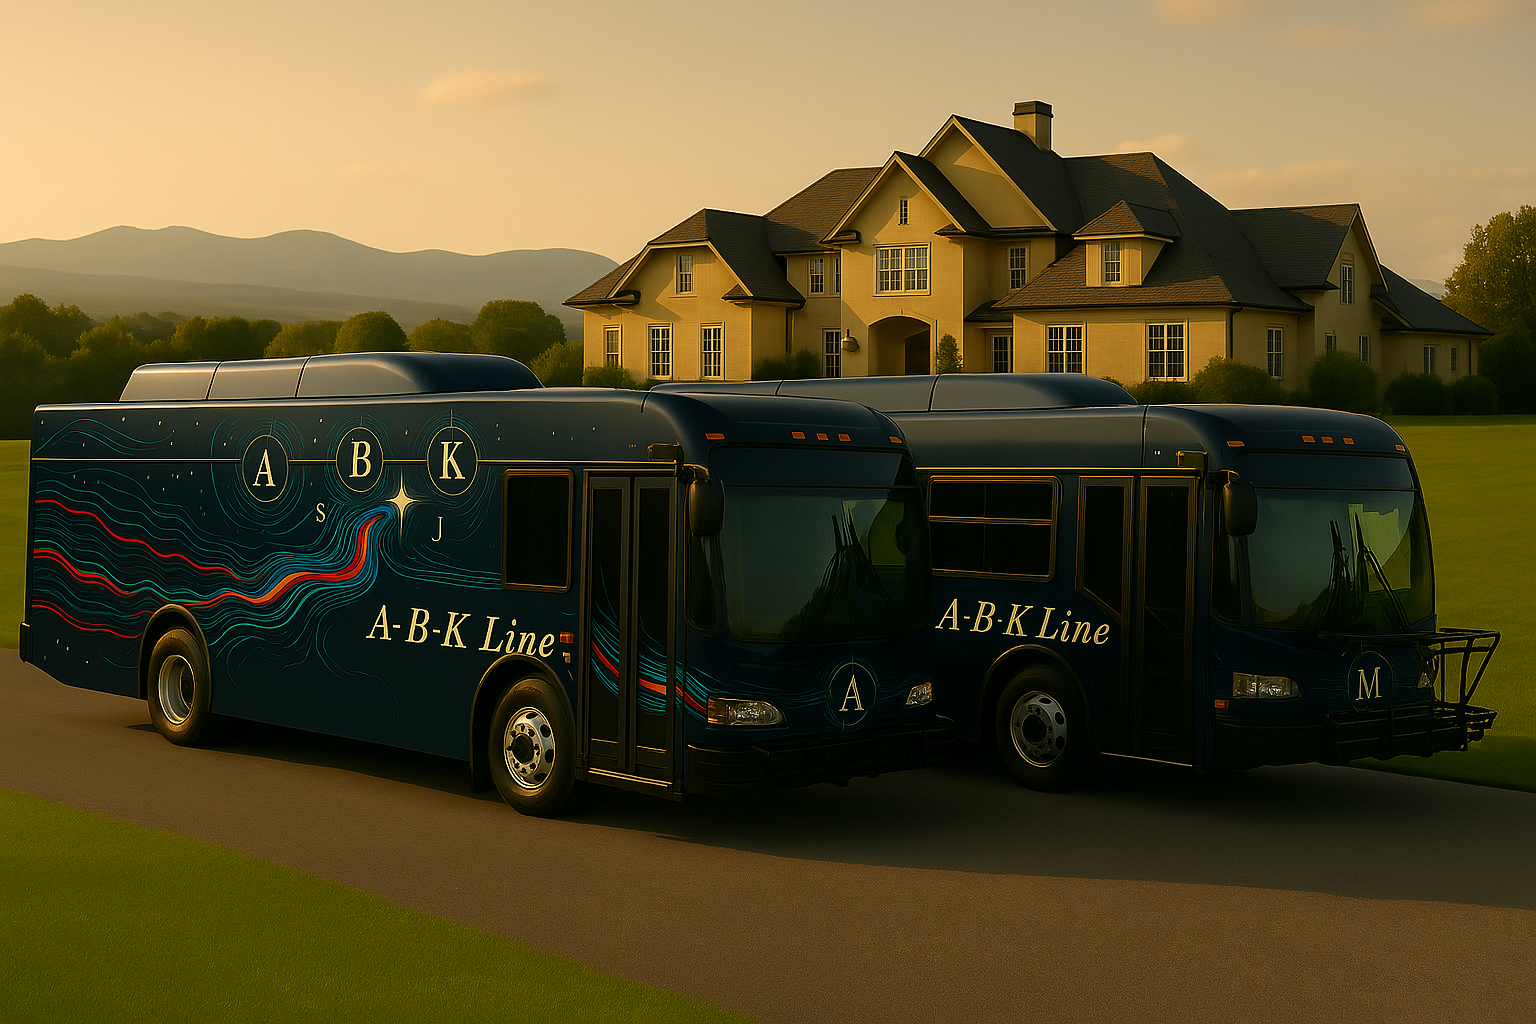 A B K
S J
A-B-K Line
A
A-B-K Line
M